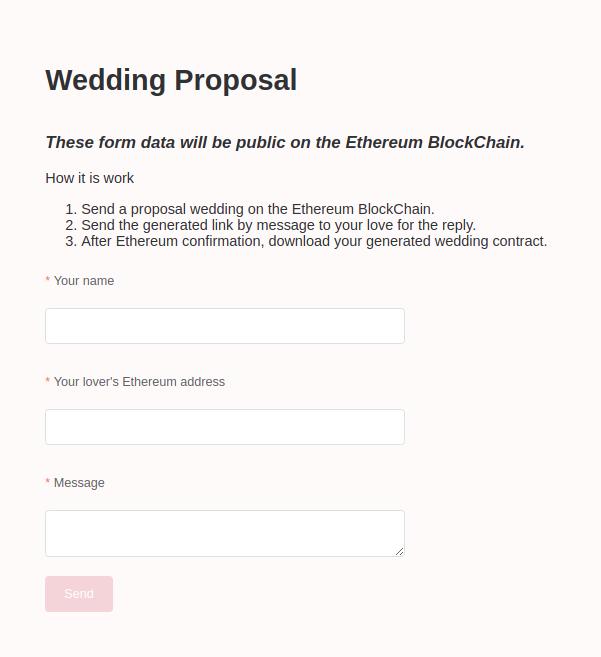 Wedding Proposal
These form data will be public on the Ethereum BlockChain.
How it is work
1. Send a proposal wedding on the Ethereum BlockChain.
2. Send the generated link by message to your love for the reply.
3. After Ethereum confirmation, download your generated wedding contract.
* Your name
* Your lover's Ethereum address
* Message
Send